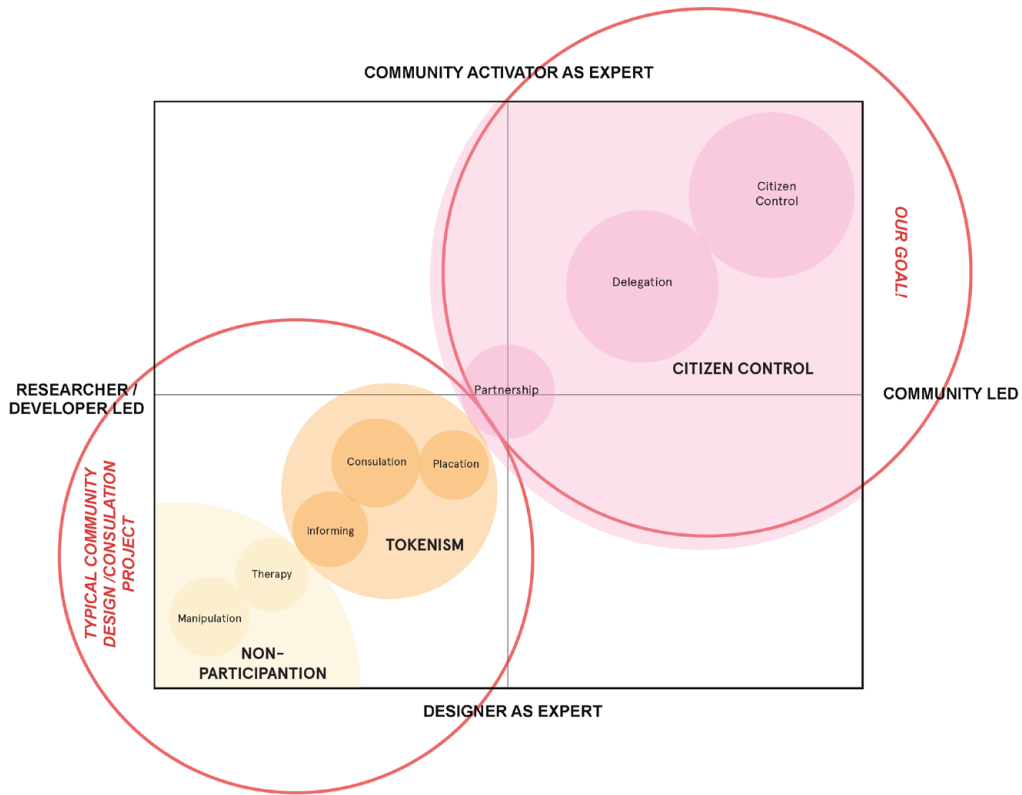 COMMUNITY ACTIVATOR AS EXPERT
Citizen
Control
OUR GOAL!
Delegation
CITIZEN CONTROL
Partnership
RESEARCHER /
DEVELOPER LED
COMMUNITY LED
Consulation
Placation
Informing
TOKENISM
TYPICAL COMMUNITY
DESIGN /CONSULATION
PROJECT
Therapy
Manipulation
NON-
PARTICIPANTION
DESIGNER AS EXPERT